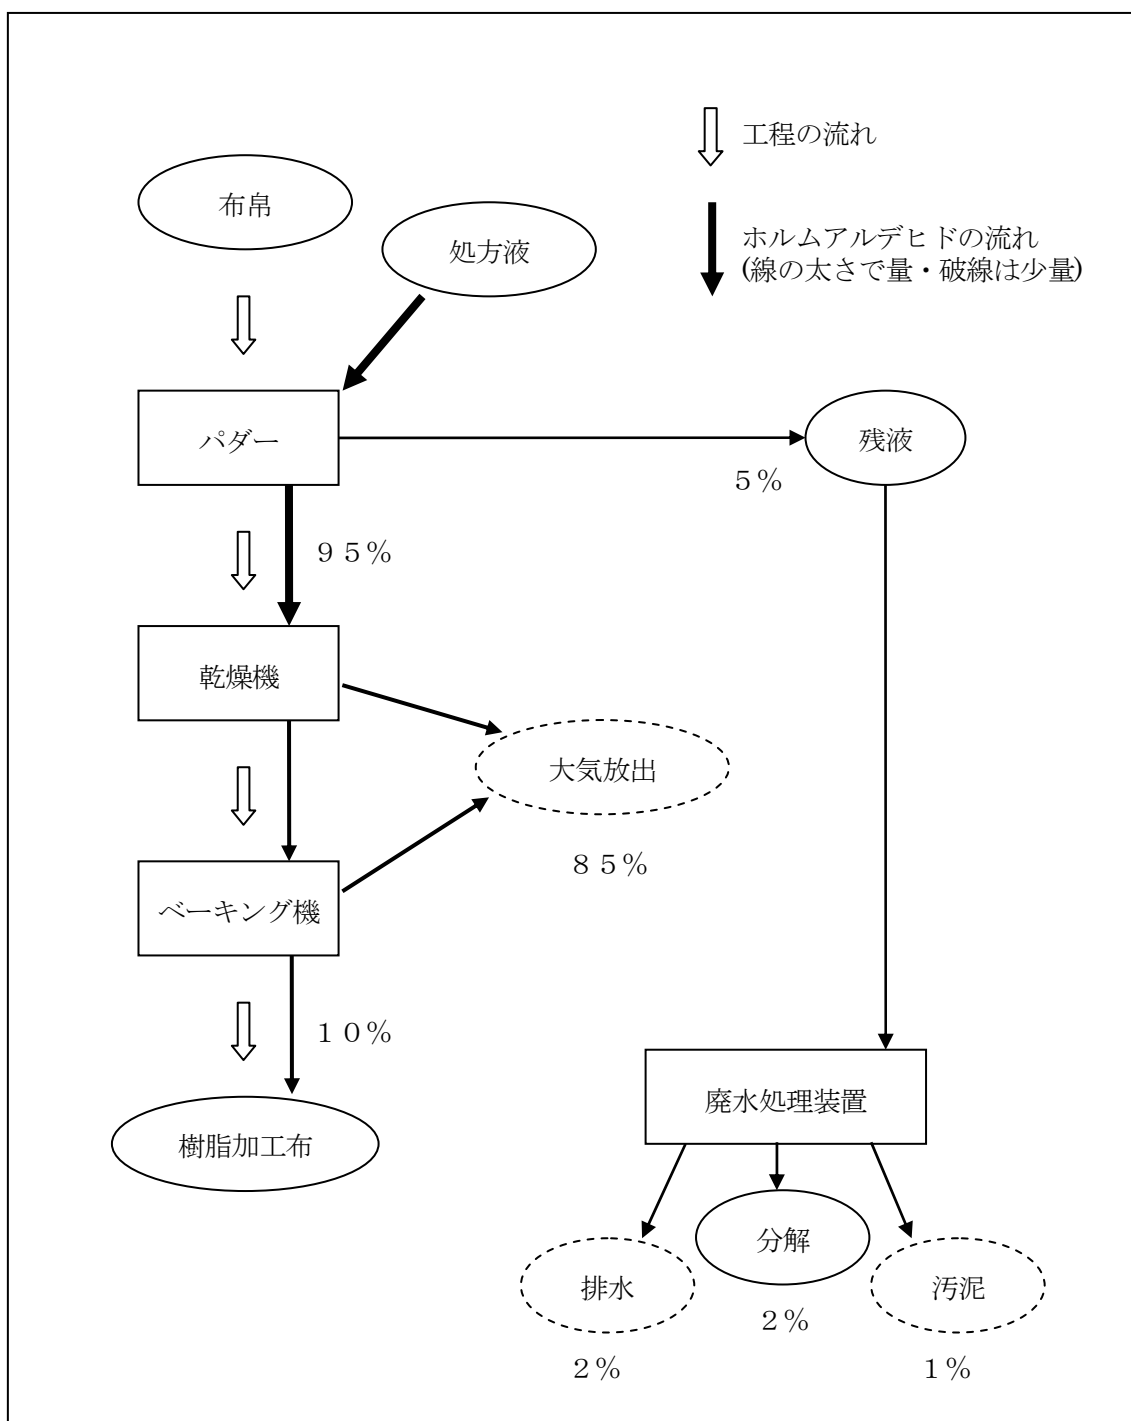 工程の流れ
布帛
処方液
ホルムアルデヒドの流れ
(線の太さで量・破線は少量)
パダー
残液
５％
９５％
乾燥機
大気放出
８５％
ベーキング機
１０％
廃水処理装置
樹脂加工布
分解
排水
汚泥
２％
２％
１％